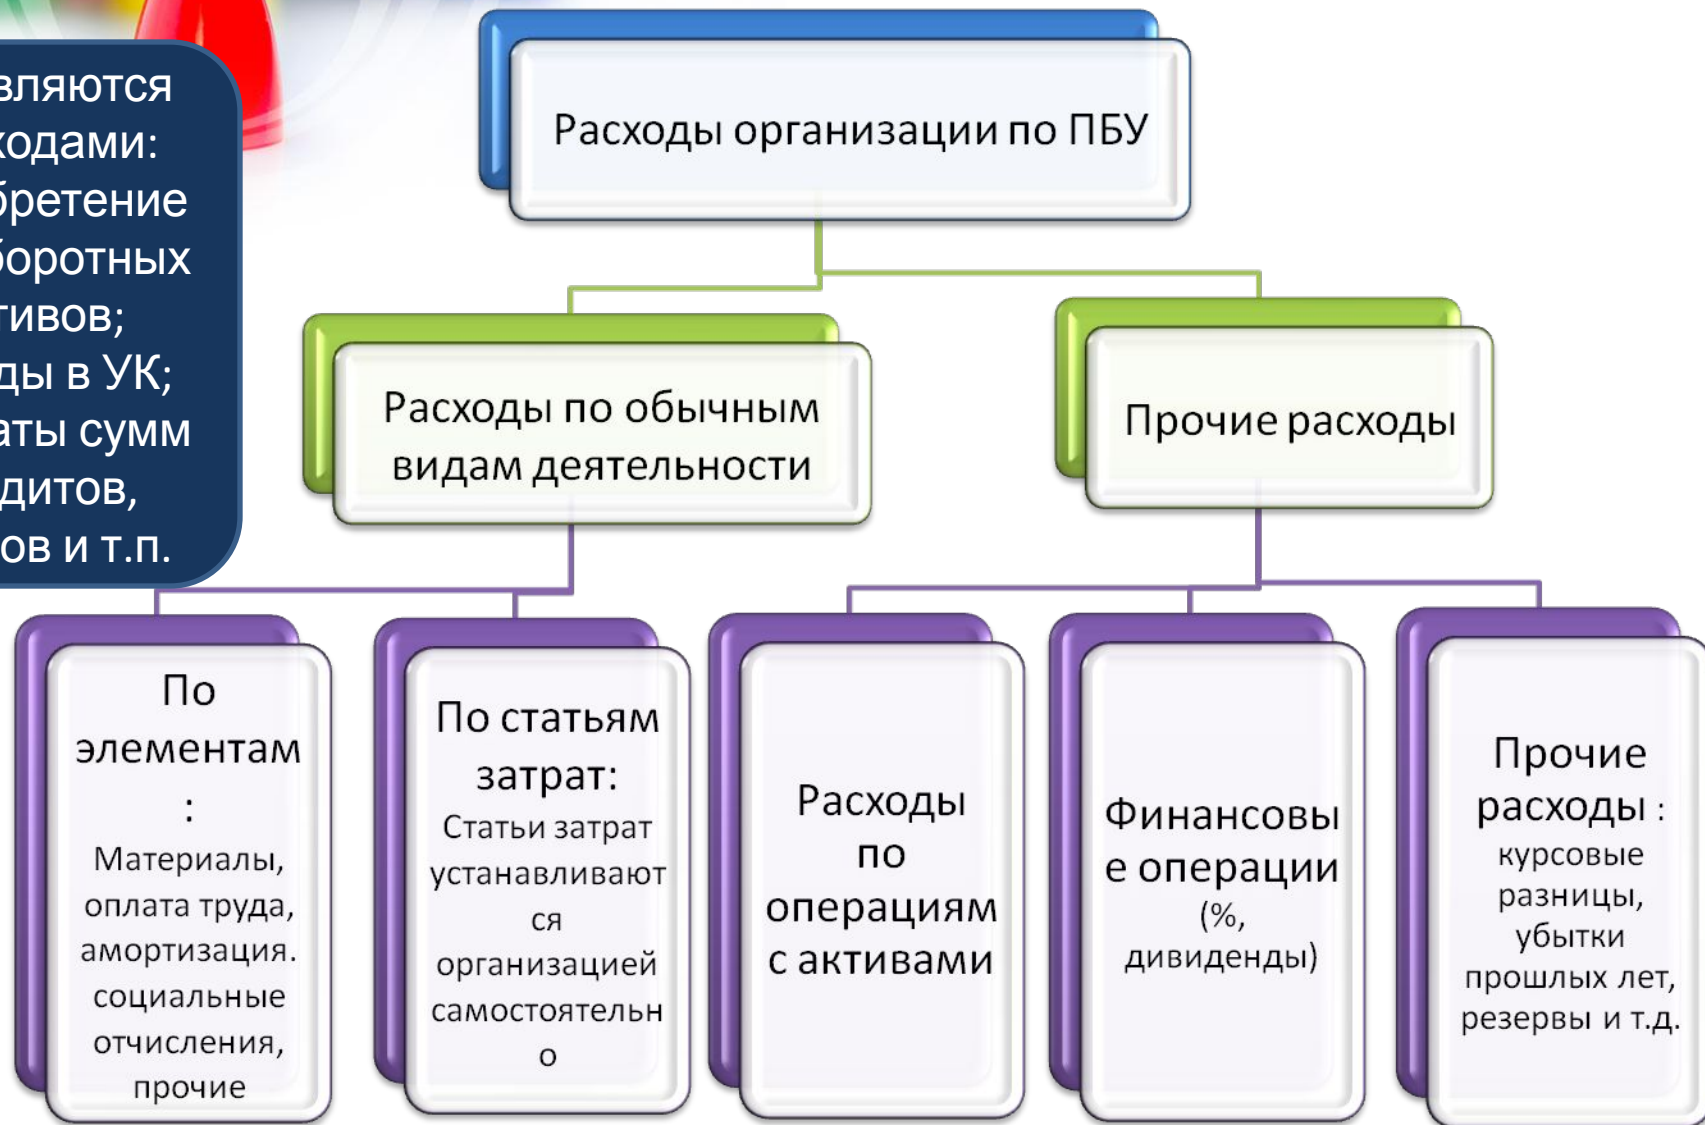 вляются
ходами:
бретение
боротных
тивов;
ды в УК;
аты сумм
дитов,
ов и т.п.
Расходы организации по ПБУ
Расходы по обычным
видам деятельности
Прочие расходы
По
элементам
:
Материалы,
оплата труда,
амортизация.
социальные
отчисления,
прочие
По статьям
затрат:
Статьи затрат
устанавливают
ся
организацией
самостоятельн
о
Расходы
по
операциям
с активами
Финансовы
е операции
(%,
дивиденды)
Прочие
расходы :
курсовые
разницы,
убытки
прошлых лет,
резервы и т.д.